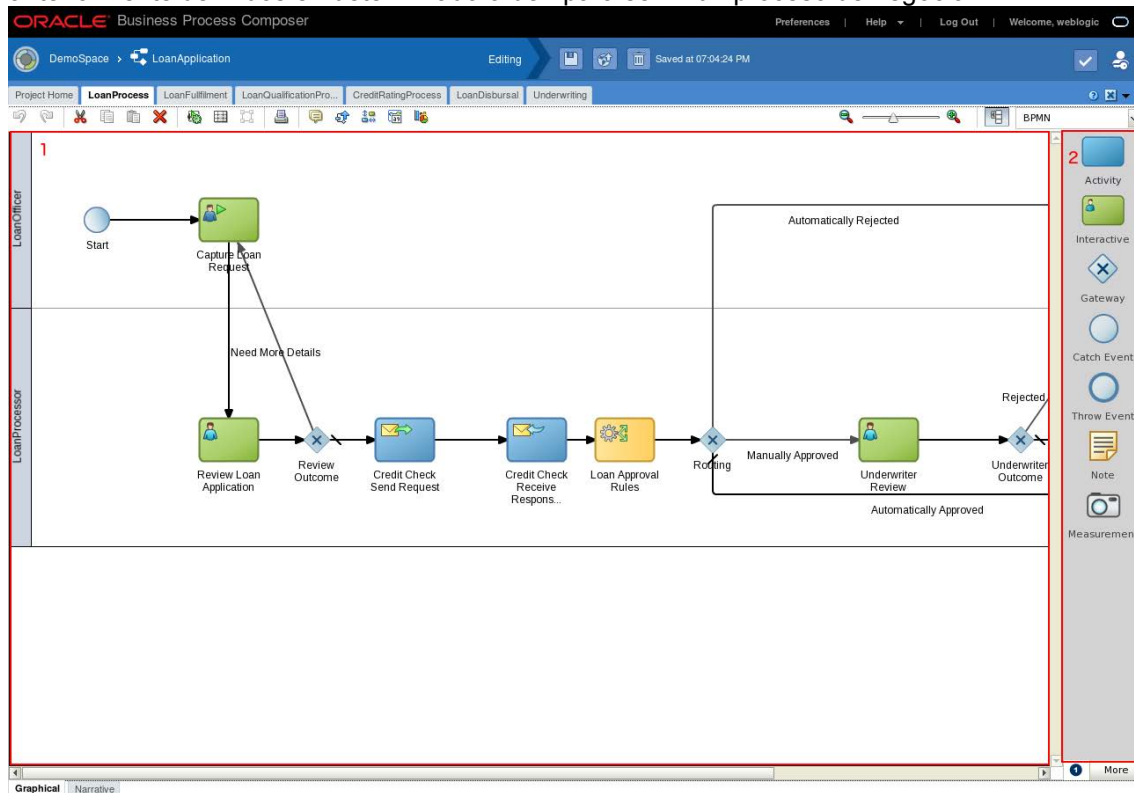 ORACLE Business Process Composer
Preferences | Help | Log Out | Welcome, weblogic
DemoSpace > LoanApplication
Editing
Saved at 07:04:24 PM
Project Home
LoanProcess
LoanFullfilment
LoanQualificationPro...
CreditRatingProcess
LoanDisbursal
Underwriting
BPMN
1
2
LoanOfficer
Start
Capture Loan
Request
Automatically Rejected
LoanProcessor
Need More Details
Review Loan
Application
Review
Outcome
Credit Check
Send Request
Credit Check
Receive
Respons...
Loan Approval
Rules
Routing
Manually Approved
Underwriter
Review
Automatically Approved
Rejected
Underwriter
Outcome
Activity
Interactive
Gateway
Catch Event
Throw Event
Note
Measuremen
1 More
Graphical
Narrative